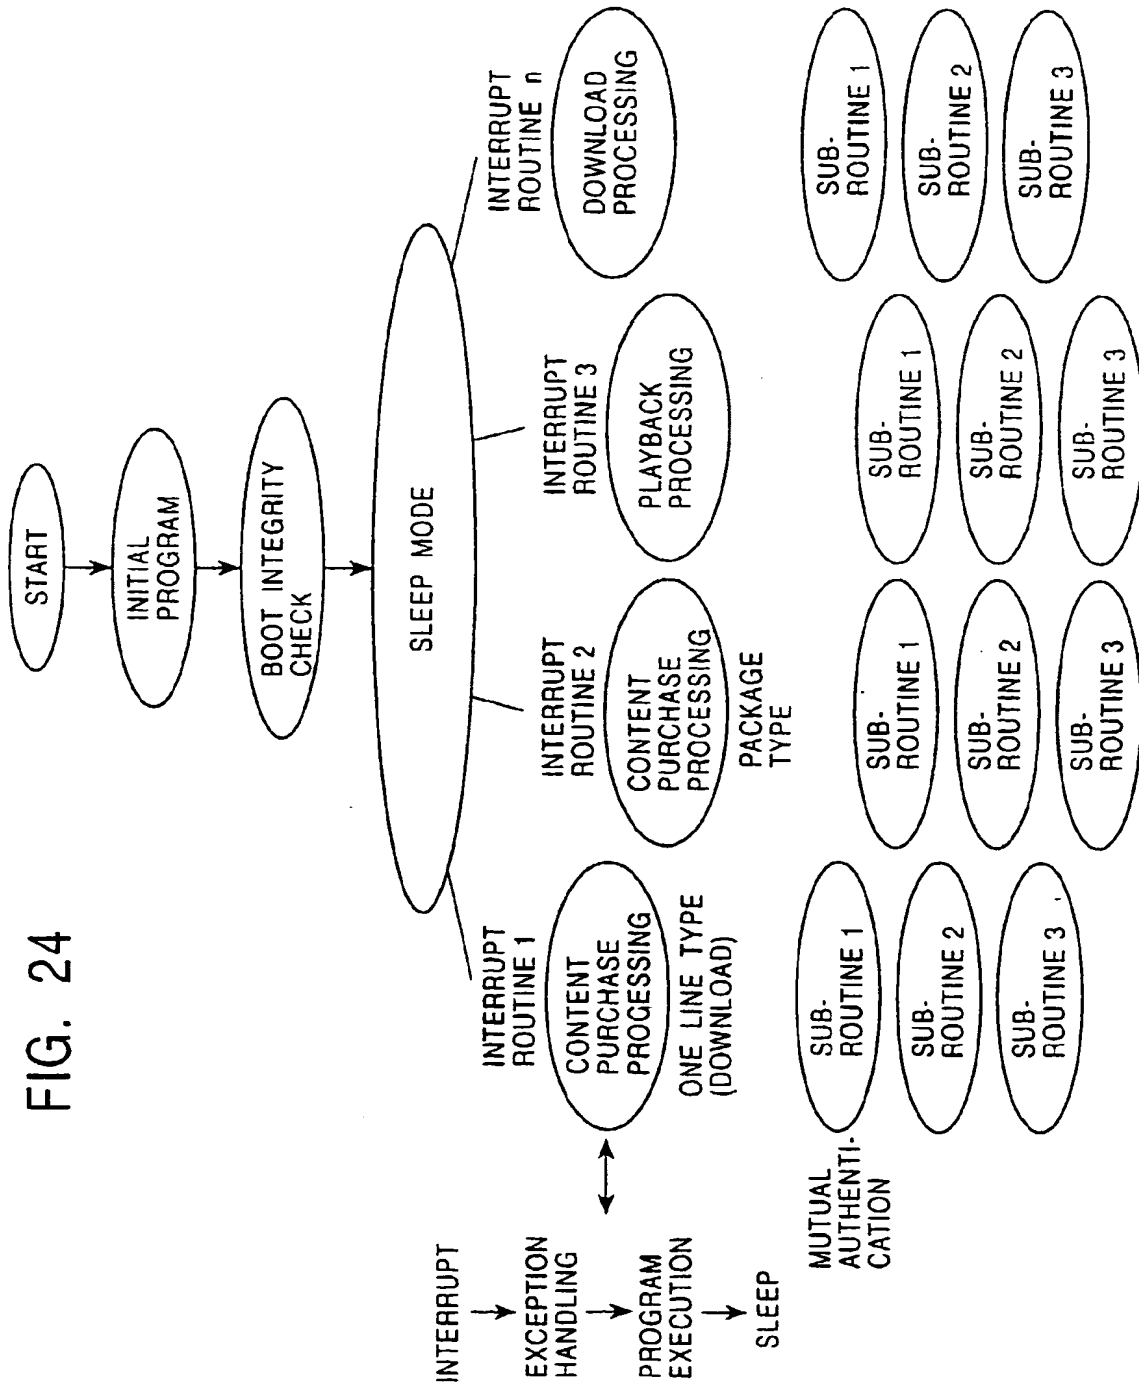 FIG. 24
START
INITIAL
PROGRAM
BOOT INTEGRITY
CHECK
SLEEP MODE
INTERRUPT
EXCEPTION
HANDLING
PROGRAM
EXECUTION
SLEEP
INTERRUPT
ROUTINE 1
CONTENT
PURCHASE
PROGESSING
ONE LINE TYPE
(DOWNLOAD)
INTERRUPT
ROUTINE 2
CONTENT
PURCHASE
PROCESSING
PACKAGE
TYPE
INTERRUPT
ROUTINE 3
PLAYBACK
PROCESSING
INTERRUPT
ROUTINE n
DOWNLOAD
PROCESSING
MUTUAL
AUTHENTI-
CATION
SUB-
ROUTINE 1
SUB-
ROUTINE 2
SUB-
ROUTINE 3
SUB-
ROUTINE 1
SUB-
ROUTINE 2
SUB-
ROUTINE 3
SUB-
ROUTINE 1
SUB-
ROUTINE 2
SUB-
ROUTINE 3
SUB-
ROUTINE 1
SUB-
ROUTINE 2
SUB-
ROUTINE 3